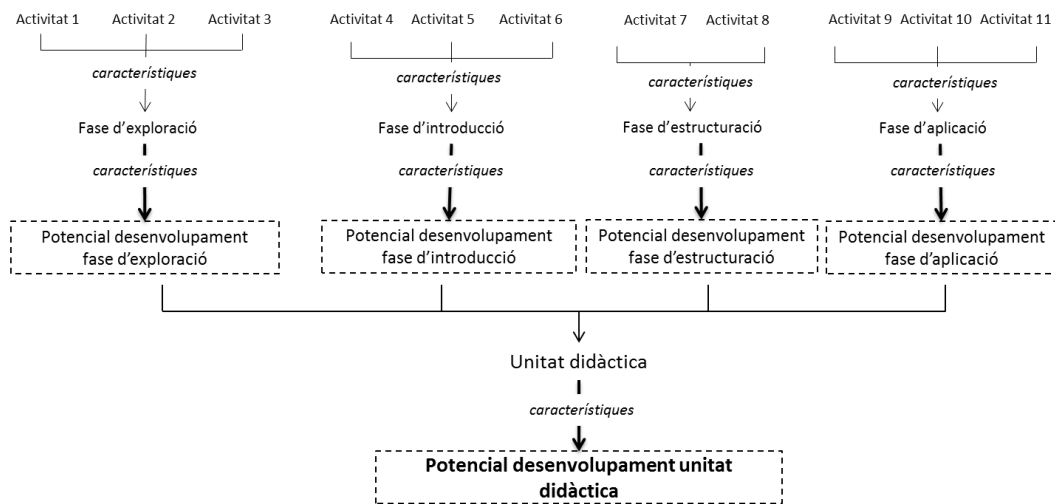 Activitat 1 Activitat 2 Activitat 3 Activitat 4 Activitat 5 Activitat 6 Activitat 7 Activitat 8 Activitat 9 Activitat 10 Activitat 11
característiques característiques característiques característiques
Fase d'exploració Fase d'introducció Fase d'estructuració Fase d'aplicació
característiques característiques característiques característiques
Potencial desenvolupament Potencial desenvolupament Potencial desenvolupament Potencial desenvolupament
fase d'exploració fase d'introducció fase d'estructuració fase d'aplicació
Unitat didàctica
característiques
Potencial desenvolupament unitat
didàctica